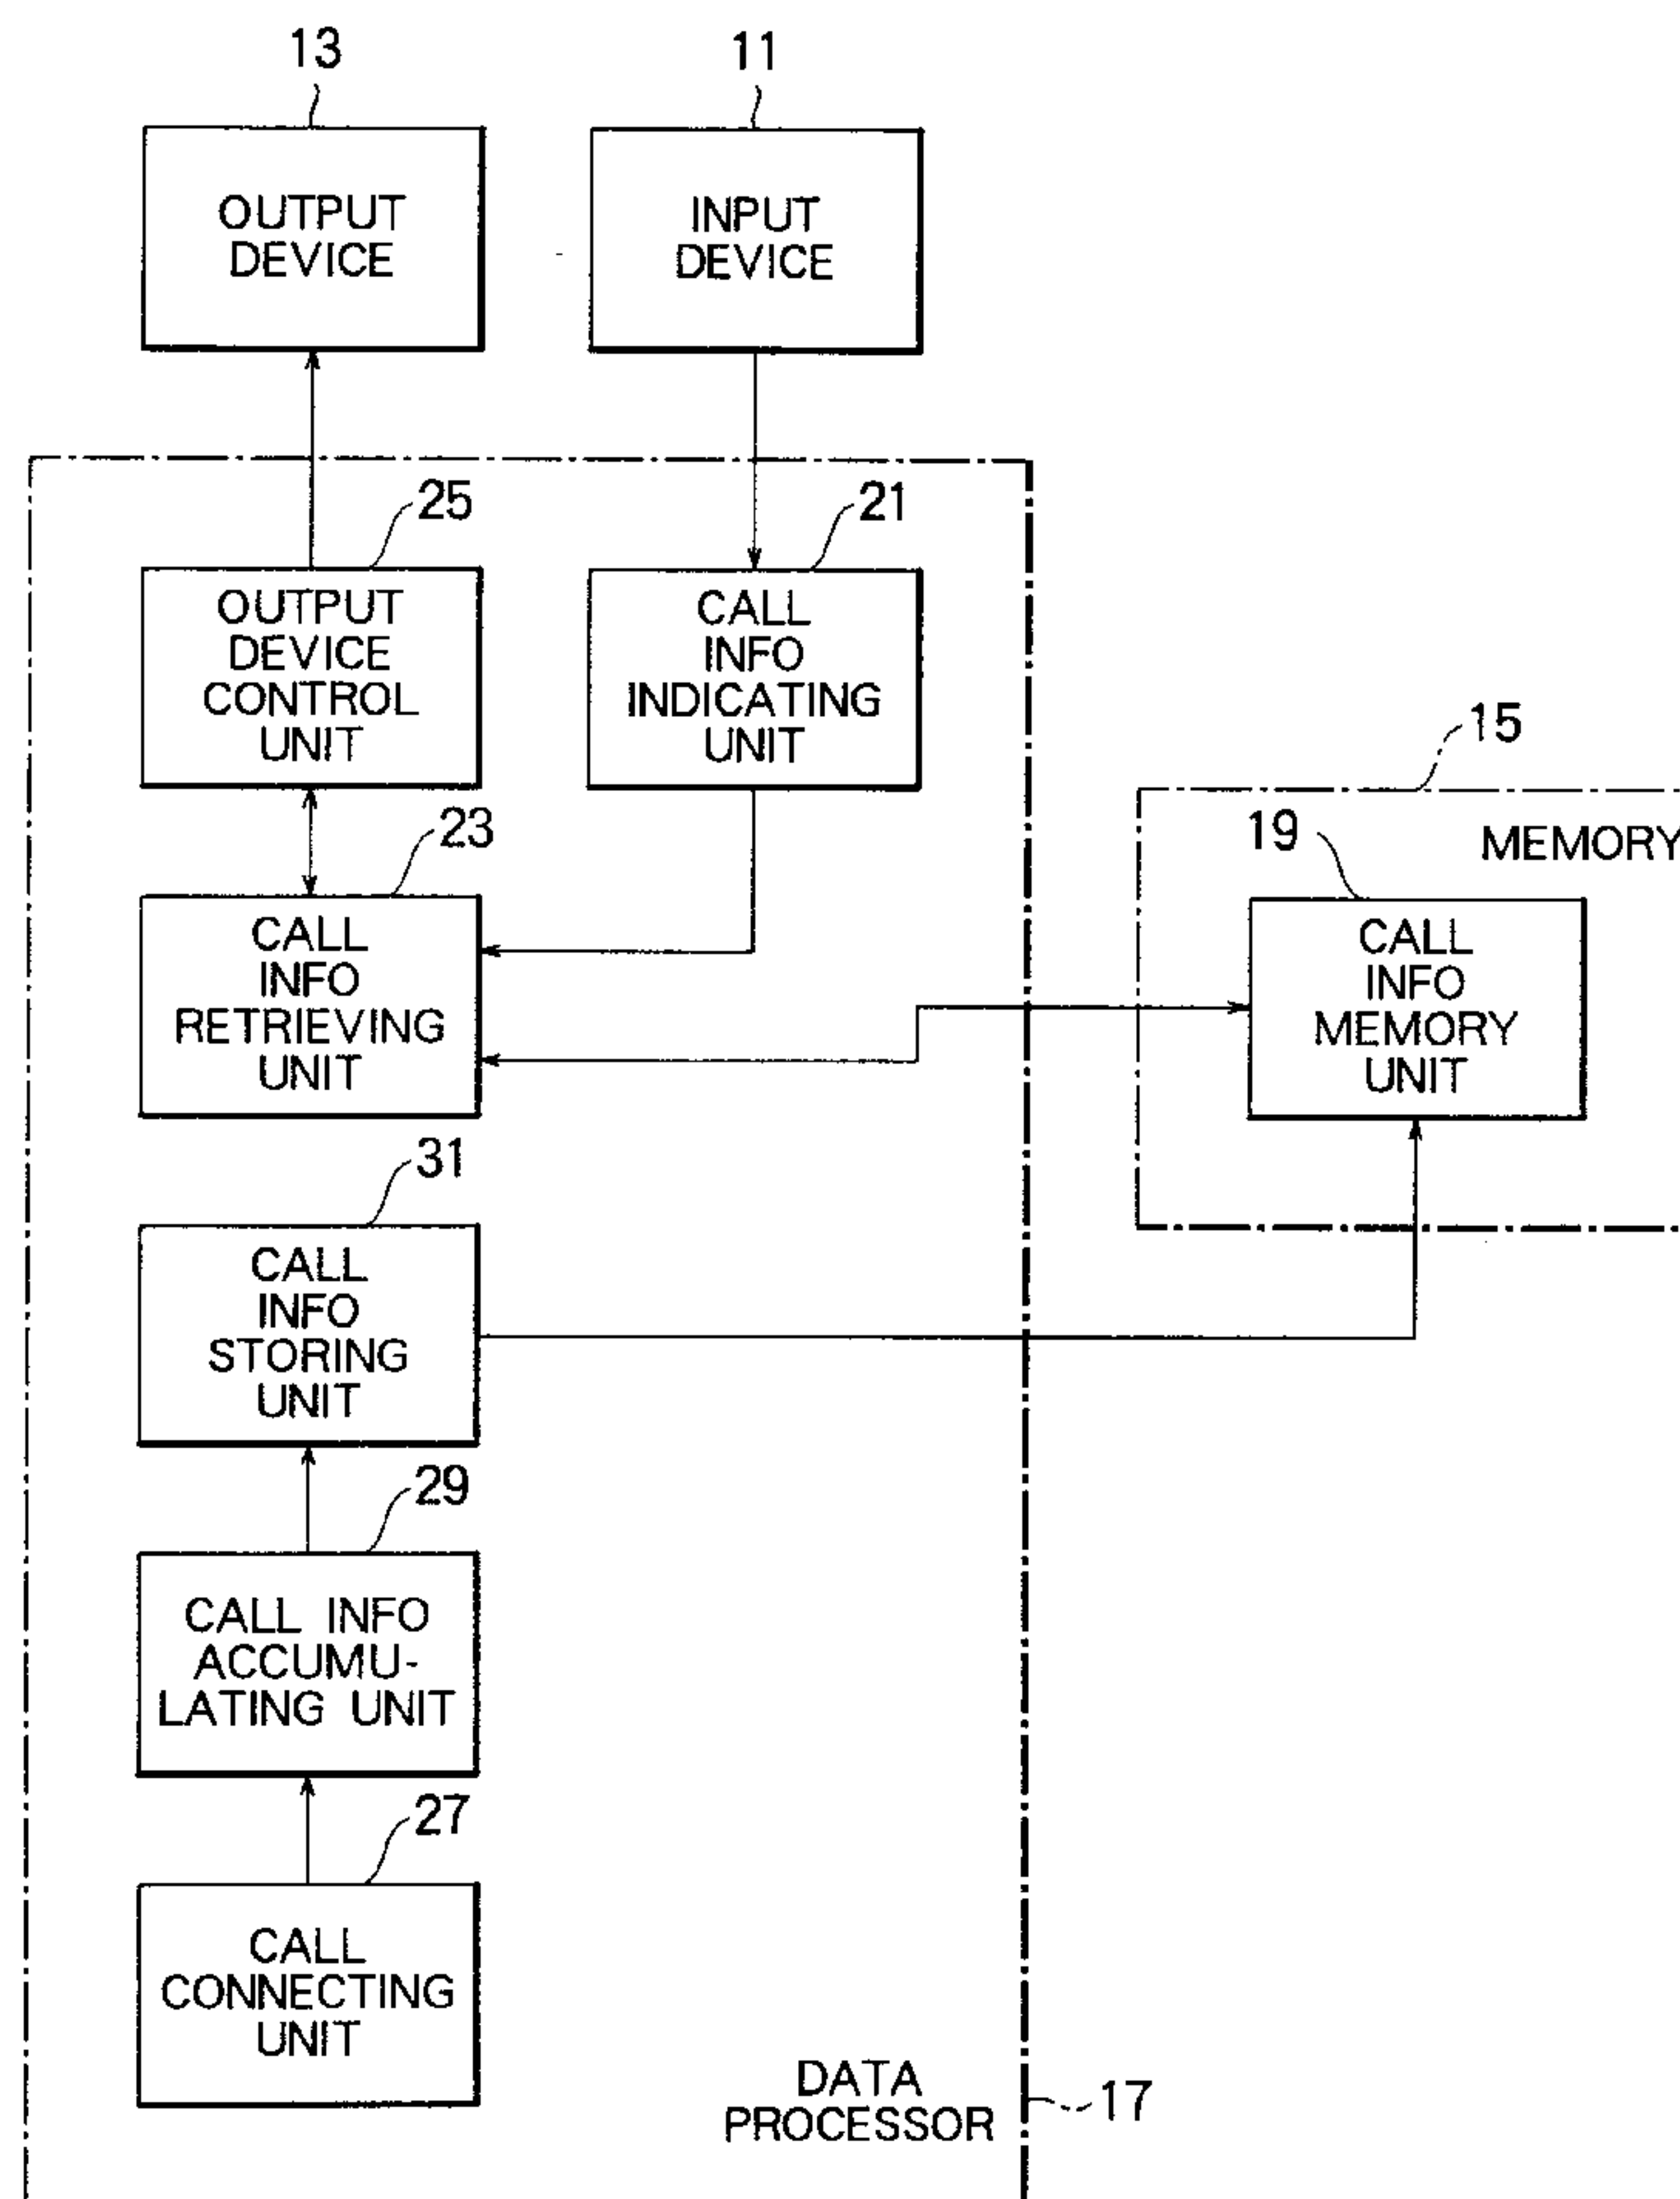 13
11
OUTPUT
DEVICE
INPUT
DEVICE
25
21
OUTPUT
DEVICE
CONTROL
UNIT
CALL
INFO
INDICATING
UNIT
15
23
19
MEMORY
CALL
INFO
RETRIEVING
UNIT
CALL
INFO
MEMORY
UNIT
31
CALL
INFO
STORING
UNIT
29
CALL INFO
ACCUMU-
LATING UNIT
27
CALL
CONNECTING
UNIT
DATA
PROCESSOR
17